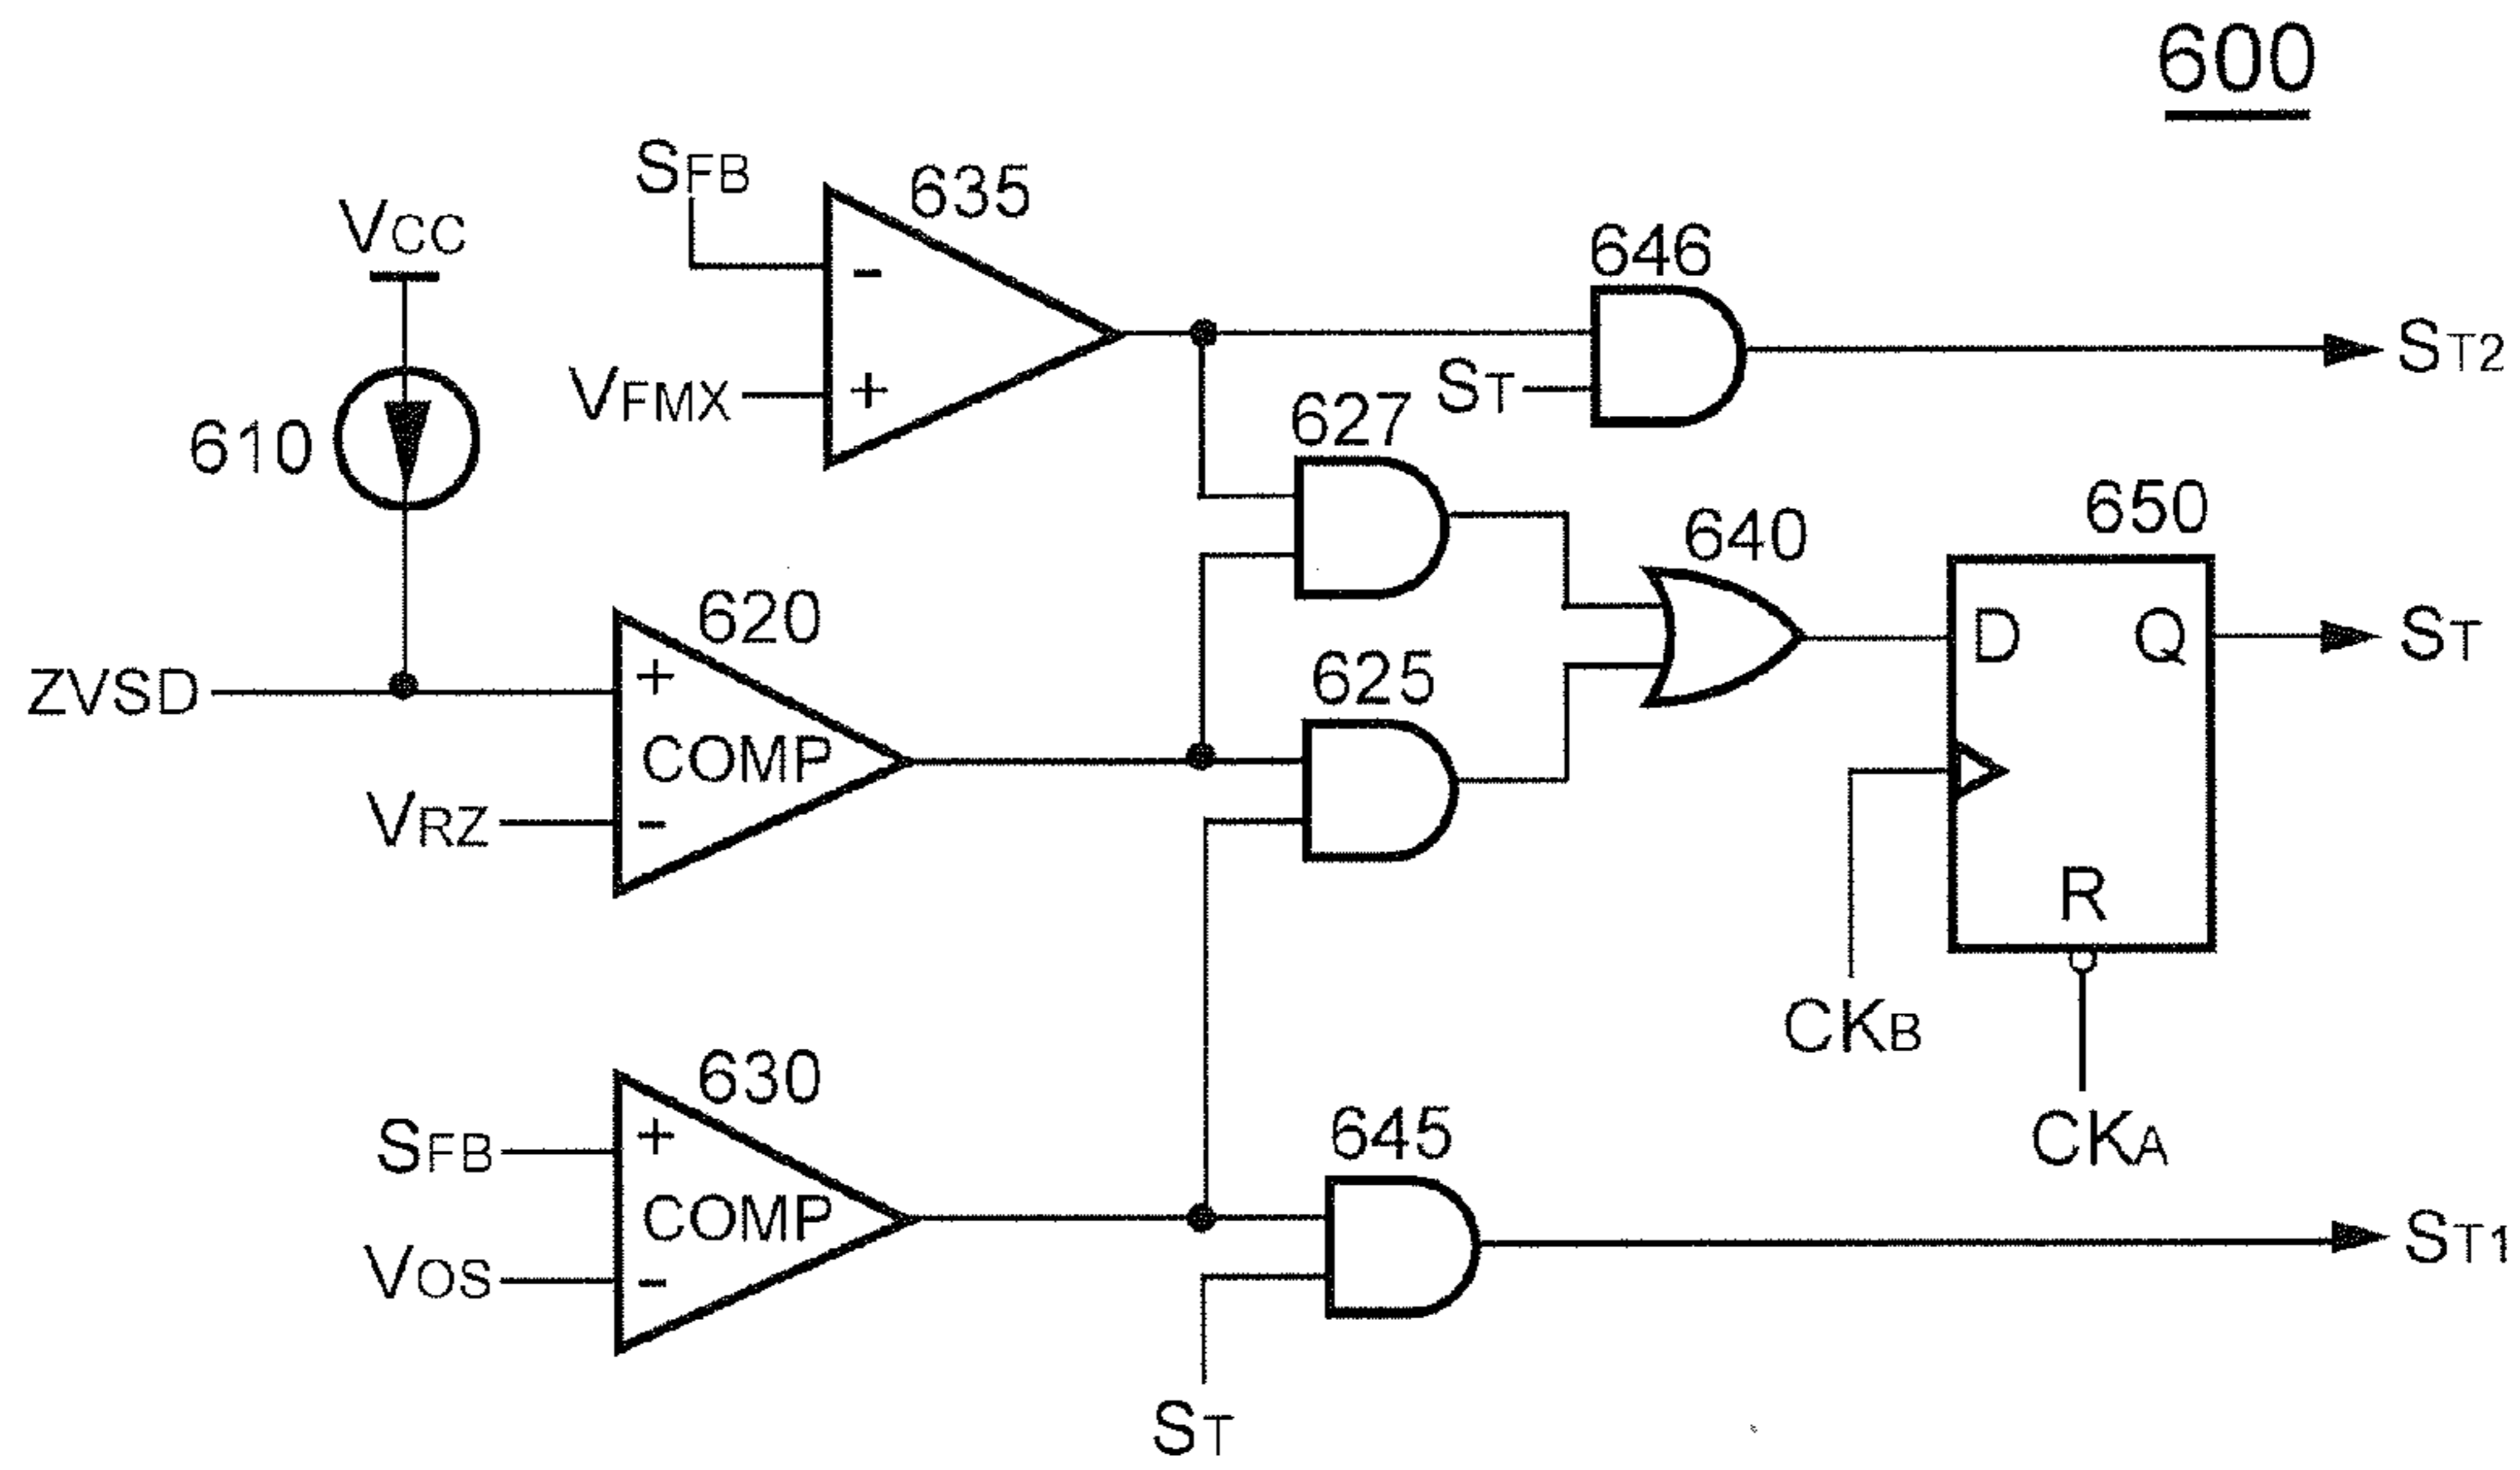 600
SFB
635
VCC
646
ST2
VFMX
+
-
ST
627
610
650
640
620
D
Q
ST
ZVSD
+
625
COMP
VRZ
-
R
CKB
630
SFB
+
645
CKA
COMP
ST1
VOS
-
ST